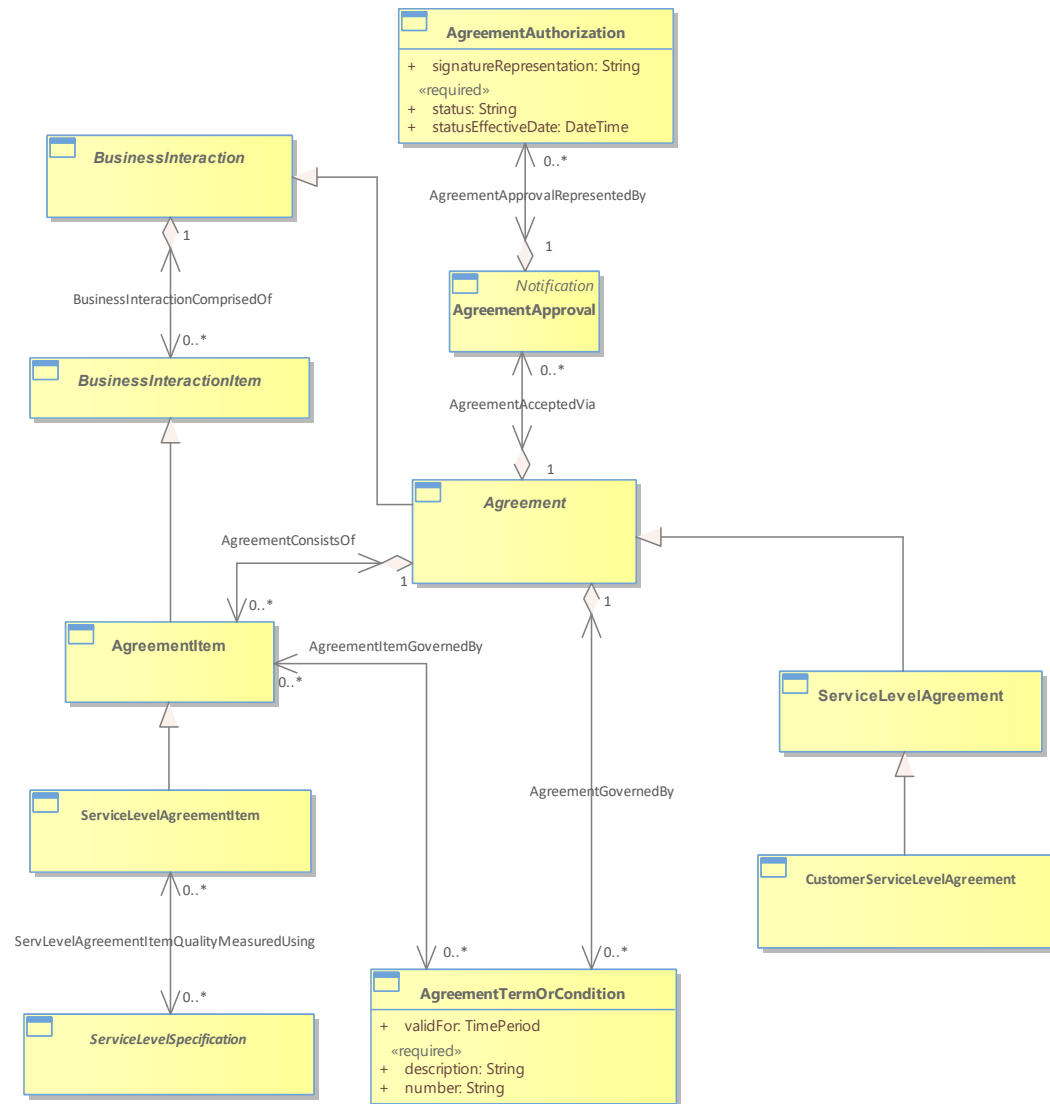 AgreementAuthorization
+ signatureRepresentation: String
«required»
+ status: String
+ statusEffectiveDate: DateTime
BusinessInteraction
0..*
AgreementApprovalRepresentedBy
1
1
Notification
AgreementApproval
BusinessInteractionComprisedOf
0..*
0..*
BusinessInteractionItem
AgreementAcceptedVia
1
Agreement
AgreementConsistsOf
1
0..*
1
AgreementItem
AgreementItemGovernedBy
0..*
ServiceLevelAgreement
AgreementGovernedBy
ServiceLevelAgreementItem
CustomerServiceLevelAgreement
0..*
ServLevelAgreementItemQualityMeasuredUsing
0..*
0..*
0..*
AgreementTermOrCondition
+ validFor: TimePeriod
«required»
+ description: String
+ number: String
ServiceLevelSpecification